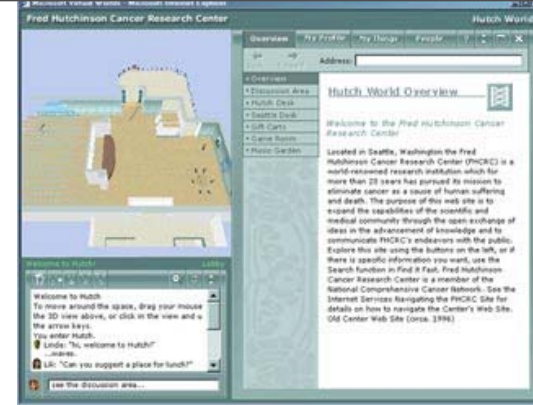 Microsoft Virtual Worlds - Microsoft Internet Explorer
Fred Hutchinson Cancer Research Center
Hutch World
Overview My Profile My Things People
Address:
Overview
Discussion Area
Hutch Desk
Seattle Desk
Gift Carts
Game Room
Music Garden
Hutch World Overview
Welcome to the Fred Hutchinson Cancer
Research Center
Located in Seattle, Washington the Fred
Hutchinson Cancer Research Center (FHCRC) is a
world-renowned research institution which for
more than 20 years has pursued its mission to
eliminate cancer as a cause of human suffering
and death. The purpose of this web site is to
expand the capabilities of the scientific and
medical community through the open exchange of
ideas in the advancement of knowledge and to
communicate FHCRC's endeavors with the public.
Explore this site using the buttons on the left, or if
there is specific information you want, use the
Search function in Find it Fast. Fred Hutchinson
Cancer Research Center is a member of the
National Comprehensive Cancer Network. See the
Internet Services Navigating the FHCRC Site for
details on how to navigate the Center's Web Site.
Old Center Web Site (circa. 1996)
Welcome to Hutch!
Lobby
Welcome to Hutch
To move around the space, drag your mouse
the 3D view above, or click in the view and u
the arrow keys.
You enter Hutch.
Linda: "hi, welcome to Hutch!"
...waves.
Lili: "Can you suggest a place for lunch?"
see the discussion area...